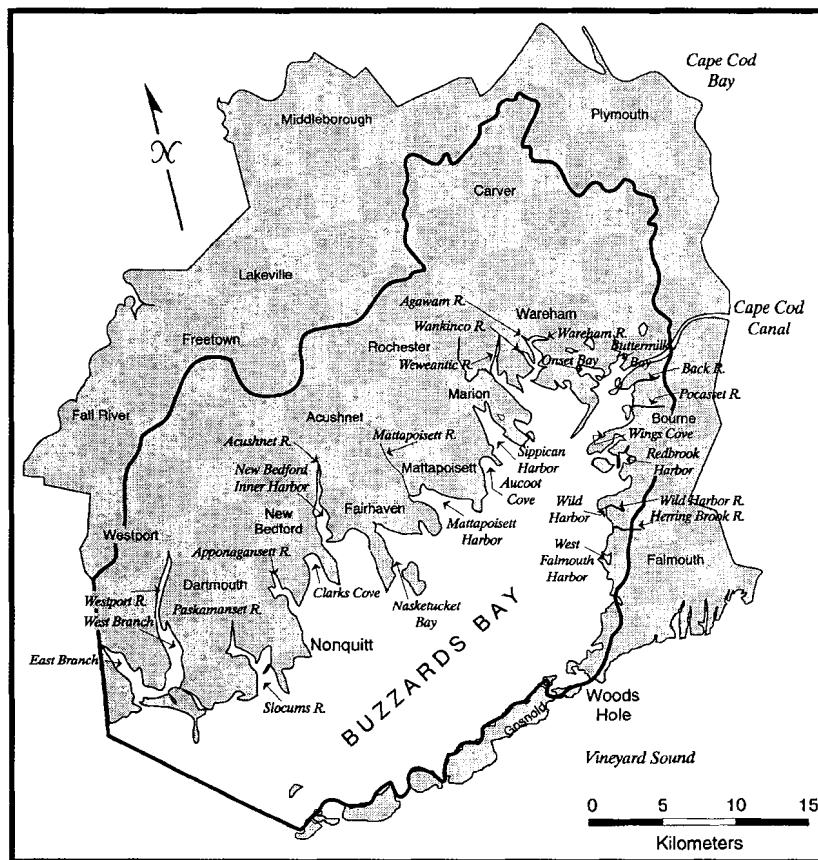 Cape Cod
Bay
Middleborough
Plymouth
N
Carver
Lakeville
Agawam R.
Wareham
Cape Cod
Canal
Wankinco R.
Wareham R.
Freetown
Rochester
Onset Bay
Buttermilk
Bay
Weweantic R.
Back R.
Marion
Pocasset R.
Fall River
Acushnet
Bourne
Mattapoisett R.
Wings Cove
Acushnet R.
Sippican
Harbor
Redbrook
Harbor
New Bedford
Inner Harbor
Mattapoisett
Aucoot
Cove
Wild
Harbor
Wild Harbor R.
Herring Brook R.
New
Bedford
Fairhaven
Mattapoisett
Harbor
Westport
Apponagansett R.
West
Falmouth
Harbor
Falmouth
Dartmouth
Clarks Cove
Westport R.
Paskamanset R.
Nasketucket
Bay
West Branch
Nonquitt
East Branch
BUZZARDS BAY
Slocums R.
Woods
Hole
Gosnold
Vineyard Sound
0 5 10 15
Kilometers